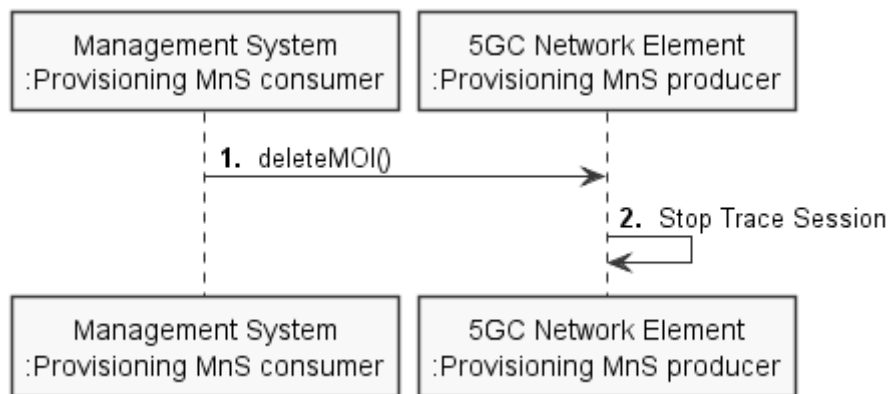 Management System
:Provisioning MnS consumer
5GC Network Element
:Provisioning MnS producer
1. deleteMOI()
2. Stop Trace Session
Management System
:Provisioning MnS consumer
5GC Network Element
:Provisioning MnS producer